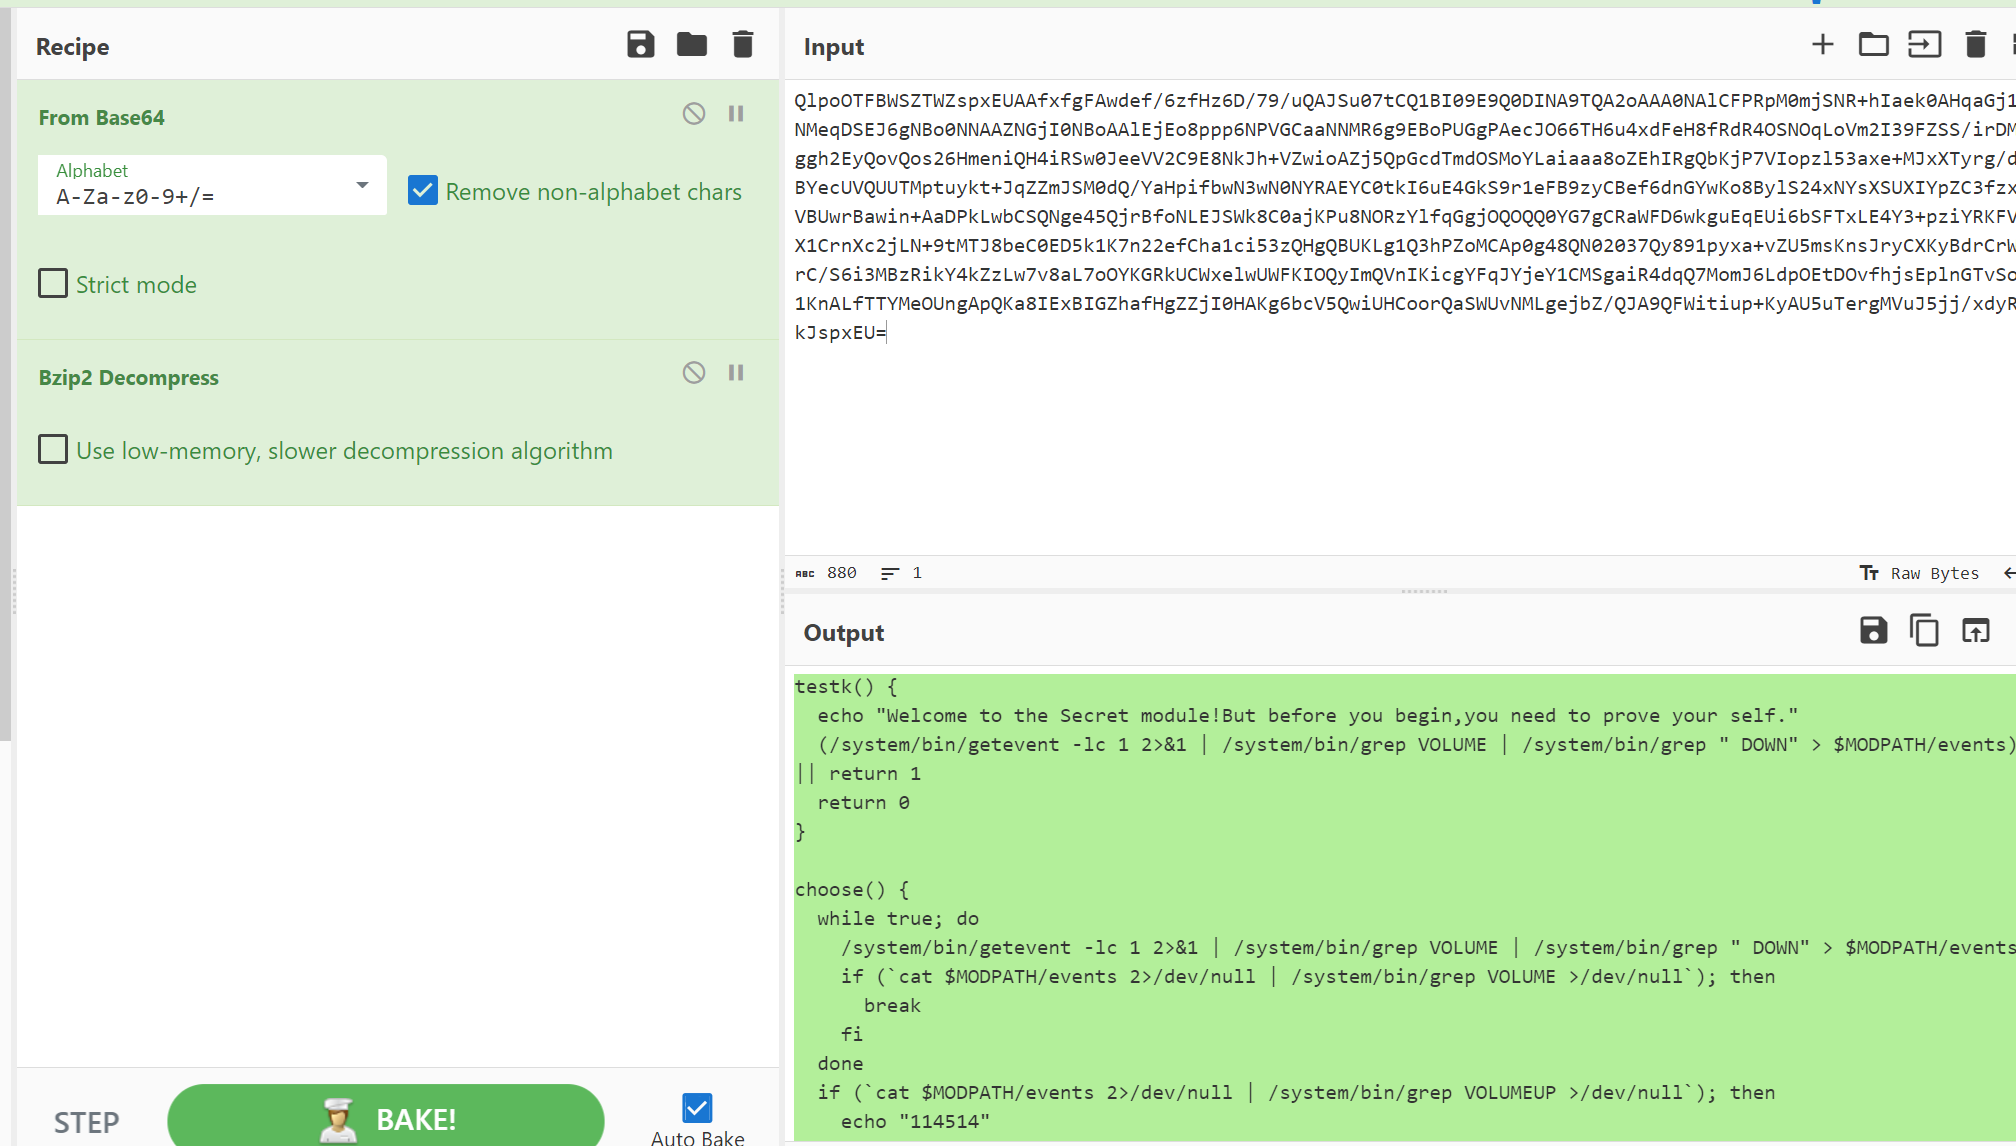 Recipe
From Base64
Alphabet
A-Za-z0-9+/=
Remove non-alphabet chars
Strict mode
Bzip2 Decompress
Use low-memory, slower decompression algorithm
STEP
BAKE!
Auto Bake
Input
QlpoOTFBWSZTWZspxEUAAfxfgFAwdef/6zfHz6D/79/uQAJSu07tCQ1BI09E9Q0DINA9TQA2oAAA0NAlCFPRpM0mjSNR+hIaek0AHqaGj1
NMeqDSEJ6gNBo0NNAAZNGjI0NBoAAlEjEo8ppp6NPVGCaaNNMR6g9EBoPUGgPAecJO66TH6u4xdFeH8fRdR4OSNOqLoVm2I39FZSS/irDM
ggh2EyQovQos26HmeniQH4iRSw0JeeVV2C9E8NkJh+VZwioAZj5QpGcdTmdOSMoYLaiaaa8oZEhIRgQbKjP7VIopzl53axe+MJxXTyrg/d
BYecUVQUUTMptuykt+JqZZmJSM0dQ/YaHpifbwN3wN0NYRAEYC0tkI6uE4GkS9r1eFB9zyCBef6dnGYwKo8BylS24xNYsXSUXIYpZC3fzx
VBUwrBawin+AaDPkLwbCSQNge45QjrBfoNLEJSWk8C0ajKPu8NORzYlfqGgjOQOQQ0YG7gCRaWFD6wkguEqEUi6bSFTxLE4Y3+pziYRKFV
X1CrnXc2jLN+9tMTJ8beC0ED5k1K7n22efCha1ci53zQHgQBUKLg1Q3hPZoMCAp0g48QN02037Qy891pyxa+vZU5msKnsJryCXKyBdrCrW
rC/S6i3MBzRikY4kZzLw7v8aL7oOYKGRkUCWxelwUWFKIOQyImQVnIKicgYFqJYjeY1CMSgaiR4dqQ7MomJ6LdpOEtDOvfhjsEplnGTvSo
1KnALfTTYMeOUngApQKa8IExBIGZhafHgZZjI0HAKg6bcV5QwiUHCoorQaSWUvNMLgejbZ/QJA9QFWitiup+KyAU5uTergMVuJ5jj/xdyR
kJspxEU=
880
1
Raw Bytes
Output
testk() {
echo "Welcome to the Secret module!But before you begin,you need to prove your self."
(/system/bin/getevent -lc 1 2>&1 | /system/bin/grep VOLUME | /system/bin/grep " DOWN" > $MODPATH/events)
|| return 1
return 0
}
choose() {
while true; do
/system/bin/getevent -lc 1 2>&1 | /system/bin/grep VOLUME | /system/bin/grep " DOWN" > $MODPATH/events
if (`cat $MODPATH/events 2>/dev/null | /system/bin/grep VOLUME >/dev/null`); then
break
fi
done
if (`cat $MODPATH/events 2>/dev/null | /system/bin/grep VOLUMEUP >/dev/null`); then
echo "114514"